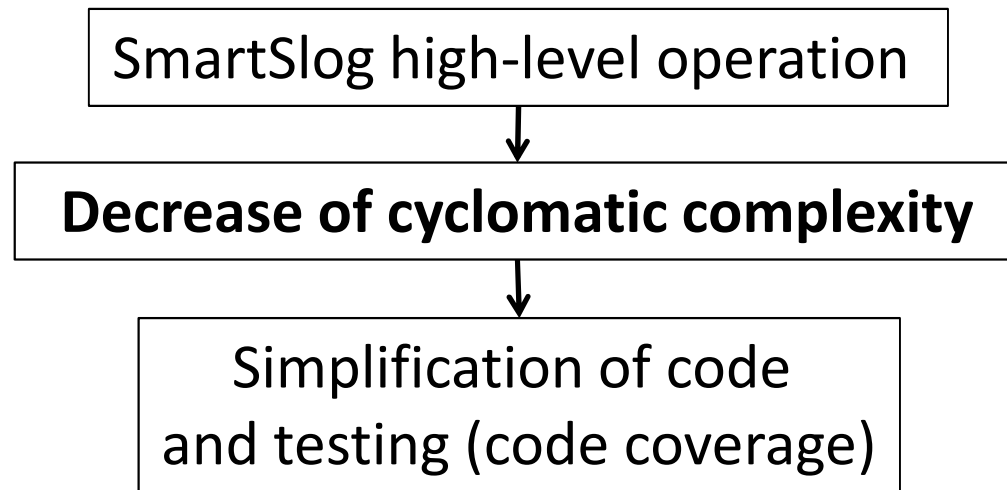 SmartSlog high-level operation
Decrease of cyclomatic complexity
Simplification of code
and testing (code coverage)